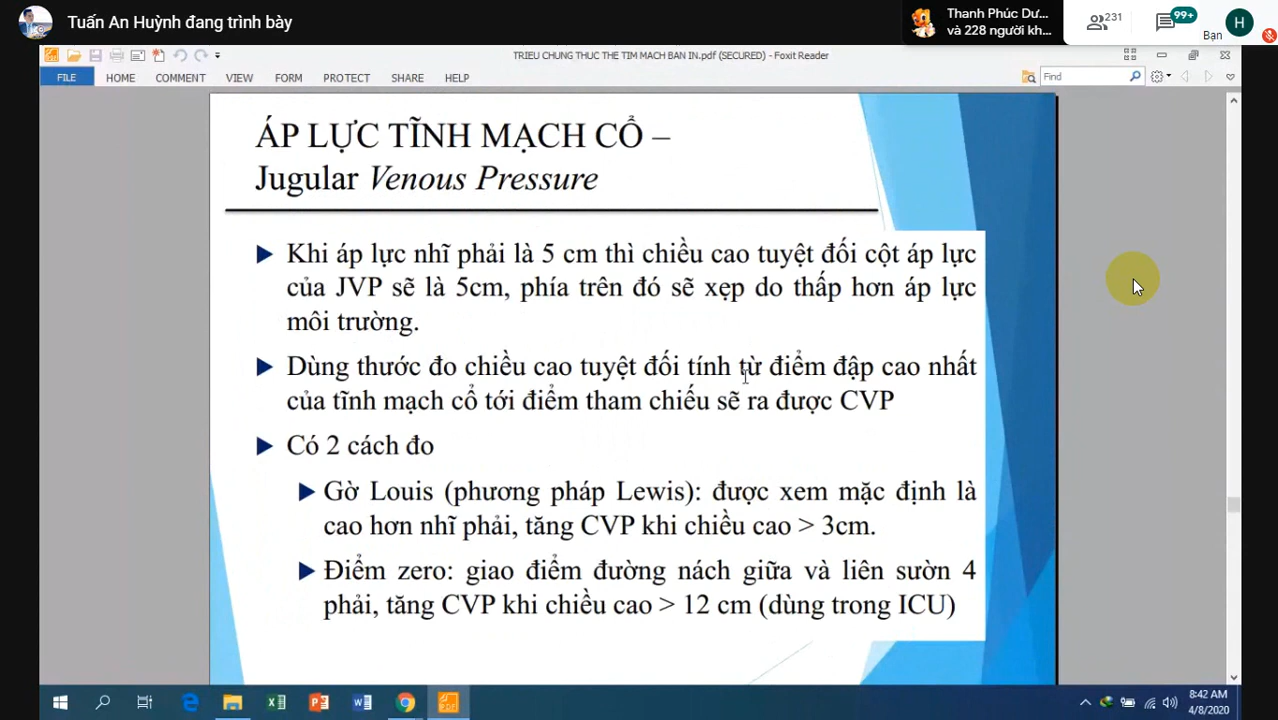 Tuấn An Huỳnh đang trình bày
Thanh Phúc Dư...
và 228 người kh...
231
99+
H
Bạn
TRIEU CHUNG THUC THE TIM MACH BAN IN.pdf (SECURED) - Foxit Reader
FILE HOME COMMENT VIEW FORM PROTECT SHARE HELP
Find
ÁP LỰC TĨNH MẠCH CỔ –
Jugular Venous Pressure
Khi áp lực nhĩ phải là 5 cm thì chiều cao tuyệt đối cột áp lực
của JVP sẽ là 5cm, phía trên đó sẽ xẹp do thấp hơn áp lực
môi trường.
Dùng thước đo chiều cao tuyệt đối tính từ điểm đập cao nhất
của tĩnh mạch cổ tới điểm tham chiếu sẽ ra được CVP
Có 2 cách đo
Gờ Louis (phương pháp Lewis): được xem mặc định là
cao hơn nhĩ phải, tăng CVP khi chiều cao > 3cm.
Điểm zero: giao điểm đường nách giữa và liên sườn 4
phải, tăng CVP khi chiều cao > 12 cm (dùng trong ICU)
8:42 AM
4/8/2020